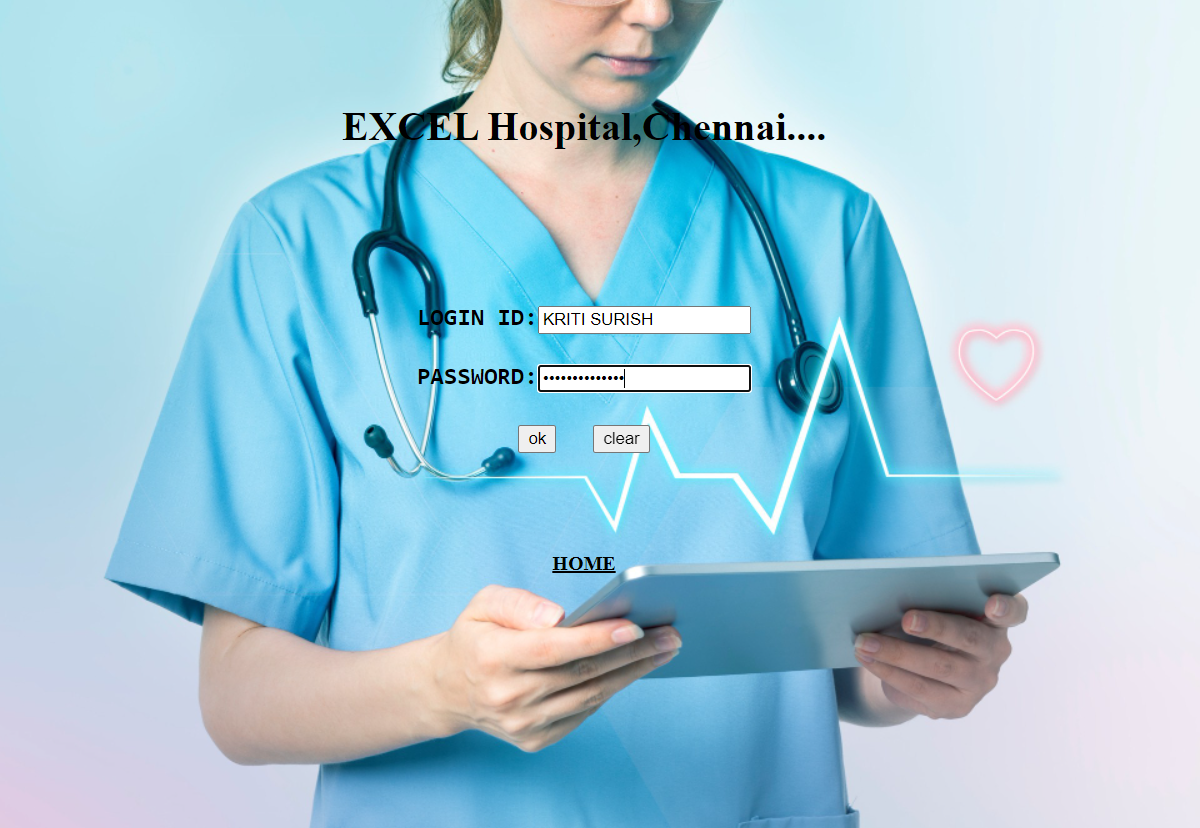 EXCEL Hospital,Chennai....
LOGIN ID: KRITI SURISH
PASSWORD: ••••••••••••••
ok clear
HOME